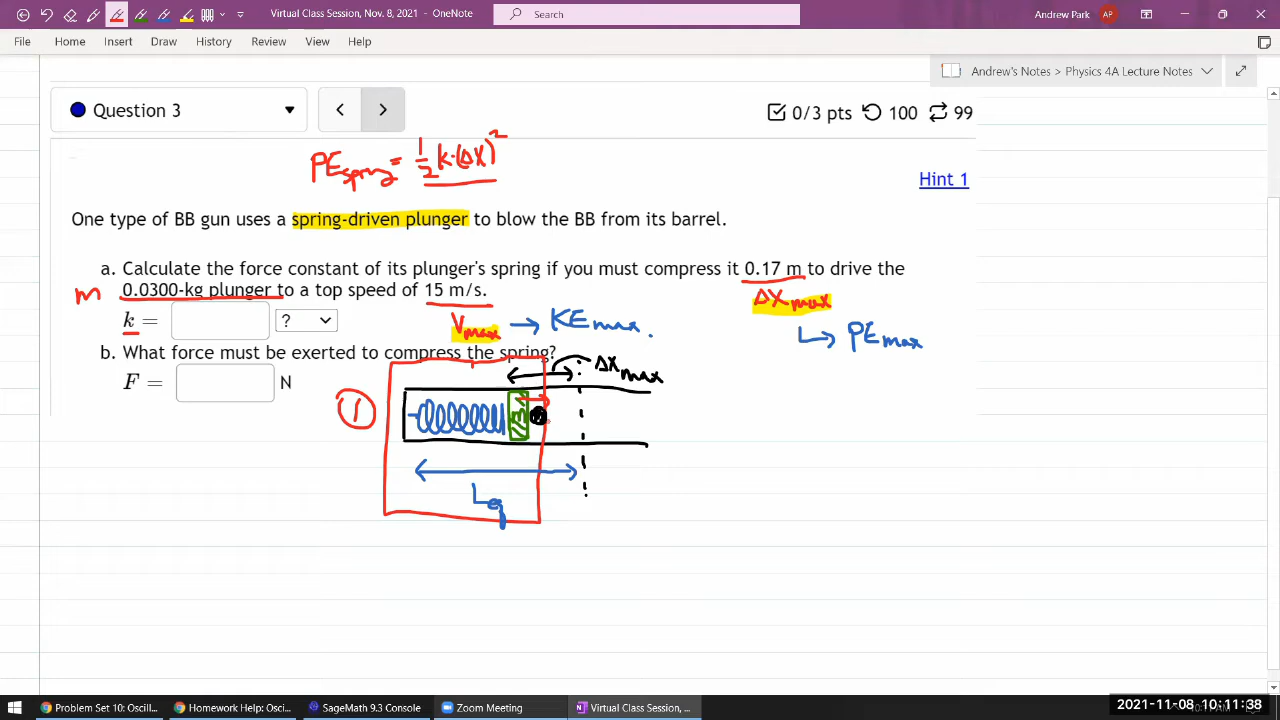 Virtual Class Session, Nov. 8, 2021 - OneNote
Search
Andrew Park
AP
File Home Insert Draw History Review View Help
Andrew's Notes > Physics 4A Lecture Notes
Question 3
0/3 pts 100 99
PEspring = 1/2 k·(ΔX)²
Hint 1
One type of BB gun uses a spring-driven plunger to blow the BB from its barrel.
a. Calculate the force constant of its plunger's spring if you must compress it 0.17 m to drive the
m 0.0300-kg plunger to a top speed of 15 m/s.
ΔXmax
k = ?
Vmax → KEmax.
↳ PEmax
b. What force must be exerted to compress the spring?
ΔXmax
F = N
①
m
Leq
Problem Set 10: Oscill...
Homework Help: Osci...
SageMath 9.3 Console
Zoom Meeting
Virtual Class Session, ...
2021-11-08 10:11:38